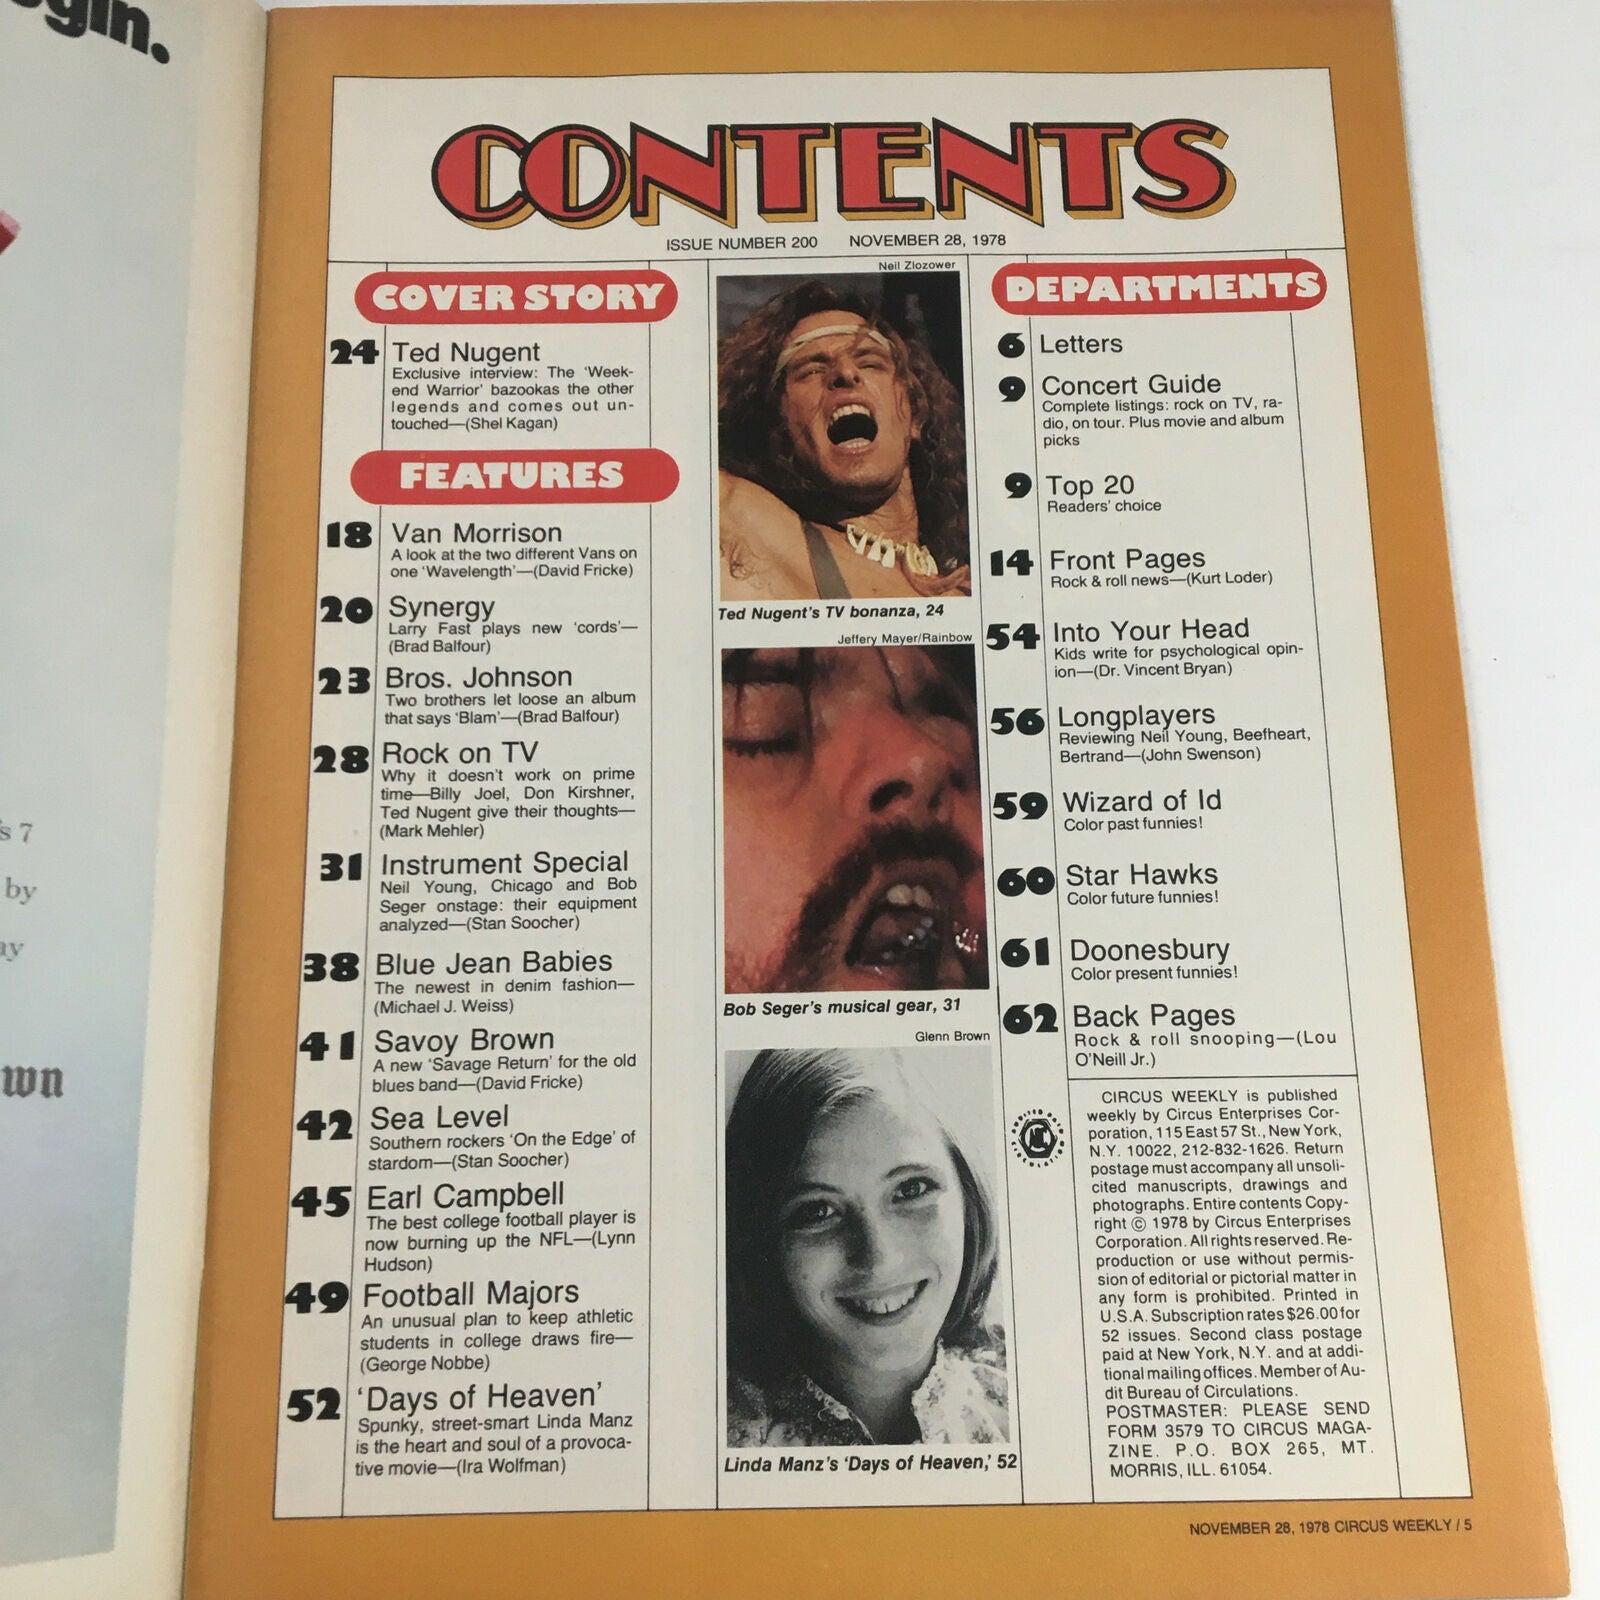 ogin.
's 7
by
ay
own
CONTENTS
ISSUE NUMBER 200 NOVEMBER 28, 1978
COVER STORY
24 Ted Nugent
Exclusive interview: The 'Week-
end Warrior' bazookas the other
legends and comes out un-
touched—(Shel Kagan)
FEATURES
18 Van Morrison
A look at the two different Vans on
one 'Wavelength'—(David Fricke)
20 Synergy
Larry Fast plays new 'cords'—
(Brad Balfour)
23 Bros. Johnson
Two brothers let loose an album
that says 'Blam'—(Brad Balfour)
28 Rock on TV
Why it doesn't work on prime
time—Billy Joel, Don Kirshner,
Ted Nugent give their thoughts—
(Mark Mehler)
31 Instrument Special
Neil Young, Chicago and Bob
Seger onstage: their equipment
analyzed—(Stan Soocher)
38 Blue Jean Babies
The newest in denim fashion—
(Michael J. Weiss)
41 Savoy Brown
A new 'Savage Return' for the old
blues band—(David Fricke)
42 Sea Level
Southern rockers 'On the Edge' of
stardom—(Stan Soocher)
45 Earl Campbell
The best college football player is
now burning up the NFL—(Lynn
Hudson)
49 Football Majors
An unusual plan to keep athletic
students in college draws fire—
(George Nobbe)
52 'Days of Heaven'
Spunky, street-smart Linda Manz
is the heart and soul of a provoca-
tive movie—(Ira Wolfman)
Neil Zlozower
Ted Nugent's TV bonanza, 24
Jeffery Mayer/Rainbow
Bob Seger's musical gear, 31
Glenn Brown
Linda Manz's 'Days of Heaven,' 52
DEPARTMENTS
6 Letters
9 Concert Guide
Complete listings: rock on TV, ra-
dio, on tour. Plus movie and album
picks
9 Top 20
Readers' choice
14 Front Pages
Rock & roll news—(Kurt Loder)
54 Into Your Head
Kids write for psychological opin-
ion—(Dr. Vincent Bryan)
56 Longplayers
Reviewing Neil Young, Beefheart,
Bertrand—(John Swenson)
59 Wizard of Id
Color past funnies!
60 Star Hawks
Color future funnies!
61 Doonesbury
Color present funnies!
62 Back Pages
Rock & roll snooping—(Lou
O'Neill Jr.)
CIRCUS WEEKLY is published
weekly by Circus Enterprises Cor-
poration, 115 East 57 St., New York,
N.Y. 10022, 212-832-1626. Return
postage must accompany all unsoli-
cited manuscripts, drawings and
photographs. Entire contents Copy-
right © 1978 by Circus Enterprises
Corporation. All rights reserved. Re-
production or use without permis-
sion of editorial or pictorial matter in
any form is prohibited. Printed in
U.S.A. Subscription rates $26.00 for
52 issues. Second class postage
paid at New York, N.Y. and at addi-
tional mailing offices. Member of Au-
dit Bureau of Circulations.
POSTMASTER: PLEASE SEND
FORM 3579 TO CIRCUS MAGA-
ZINE. P.O. BOX 265, MT.
MORRIS, ILL. 61054.
NOVEMBER 28, 1978 CIRCUS WEEKLY / 5